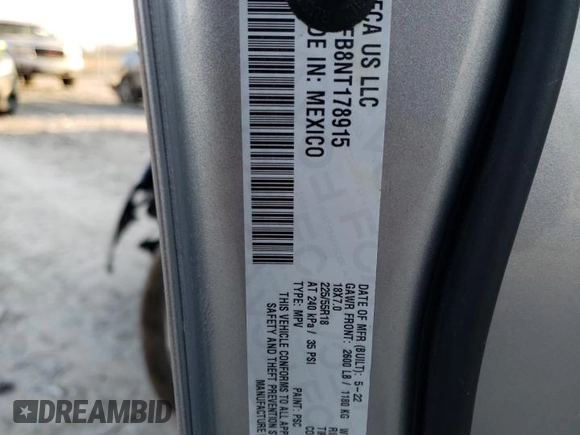 FCA US LLC
FB8NT178915
DE IN: MEXICO
DATE OF MFR (BUILT): 5-22
GAWR FRONT: 2600 LB / 1180 KG
18X7.0
225/55R18
AT 240 kPa / 35 PSI
TYPE: MPV
PAINT: PSC
THIS VEHICLE CONFORMS TO ALL APP
SAFETY AND THEFT PREVENTION S
MANUFACTURE
DIDCARS.COM